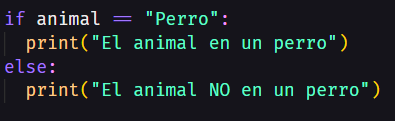 if animal == "Perro":
  print("El animal en un perro")
else:
  print("El animal NO en un perro")